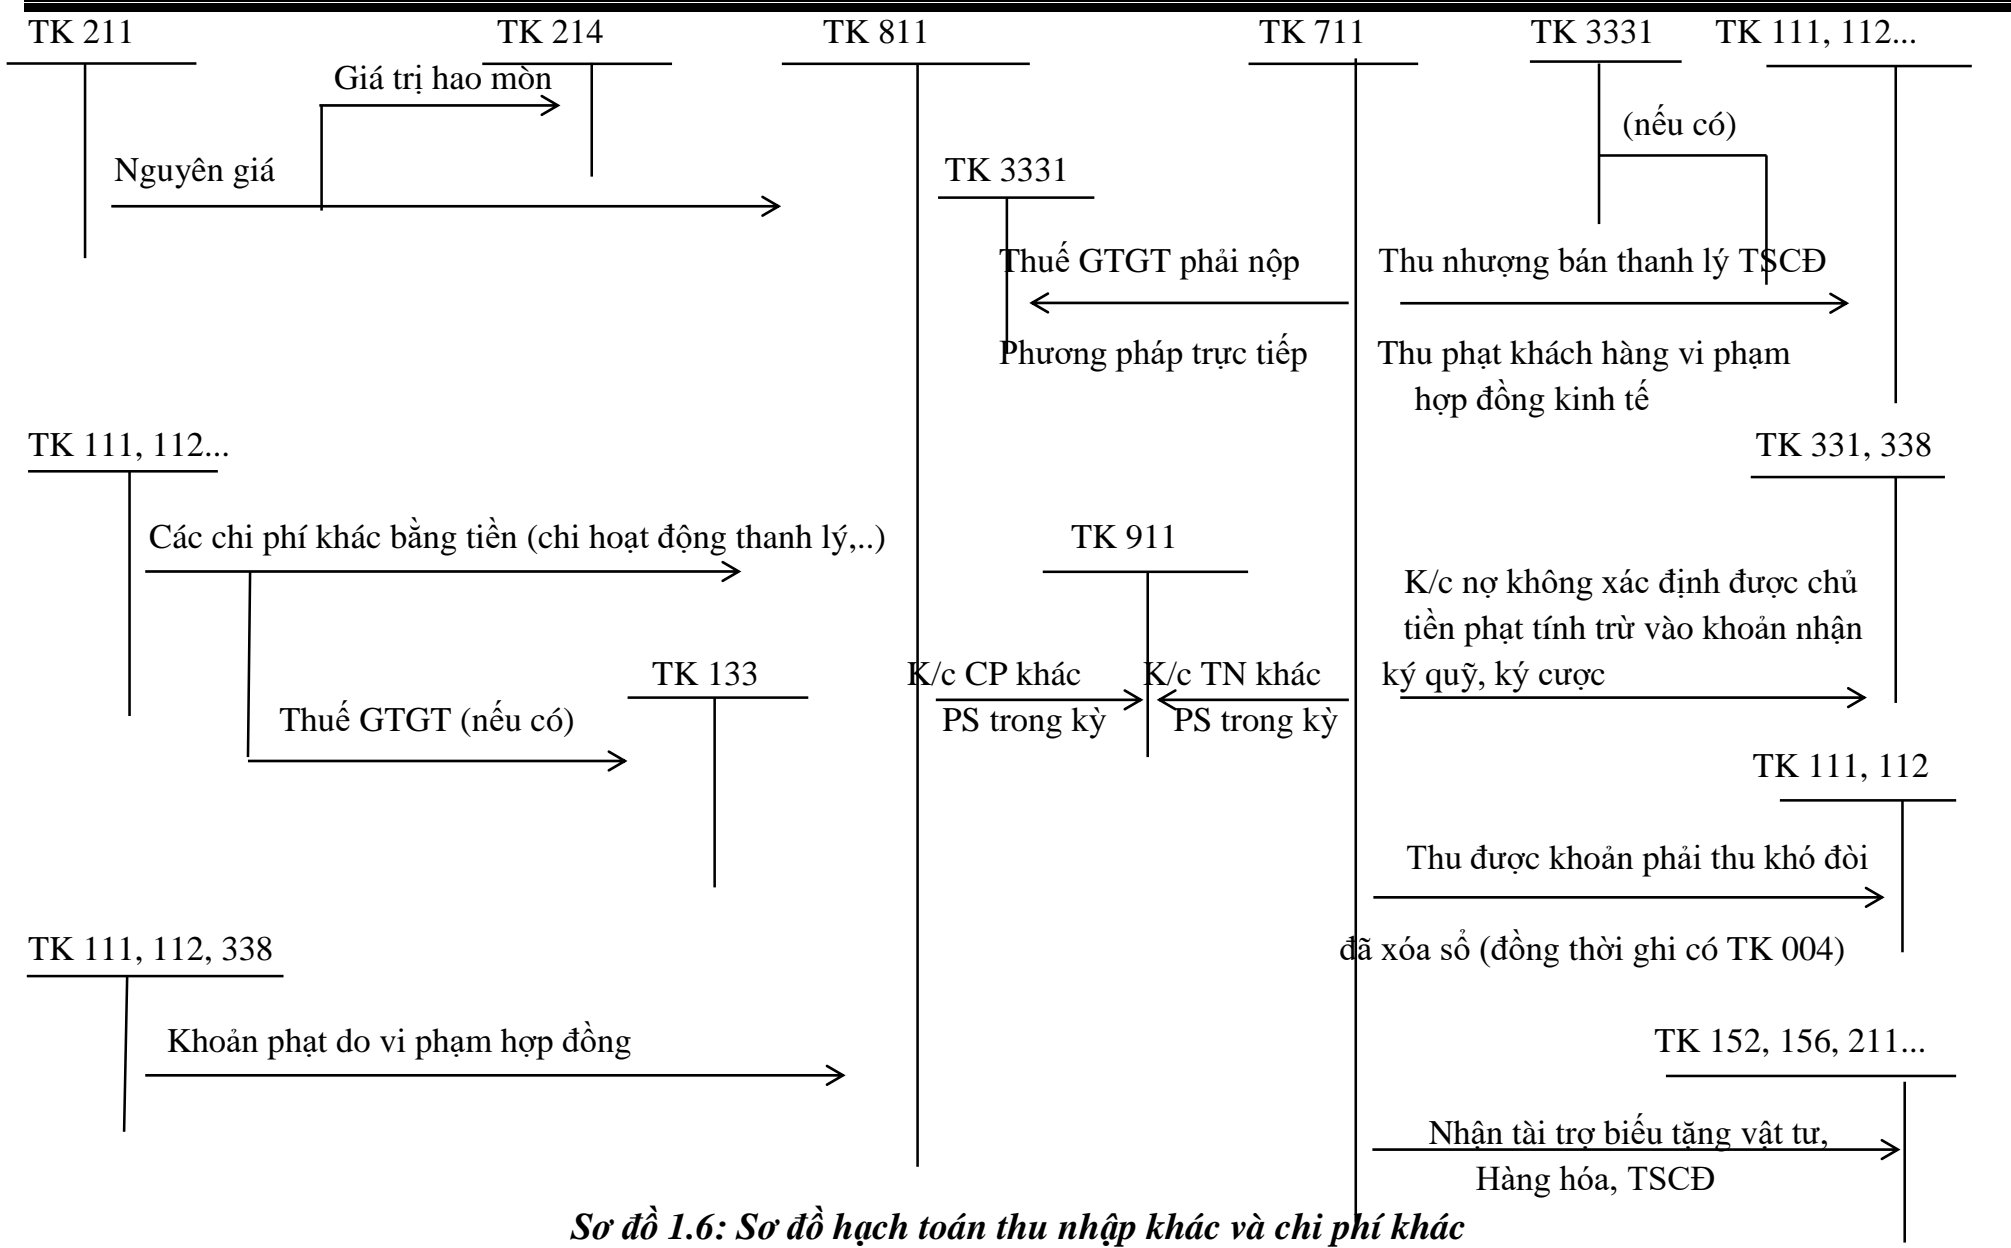 TK 211 TK 214 TK 811 TK 711 TK 3331 TK 111, 112...
Giá trị hao mòn
(nếu có)
Nguyên giá TK 3331
Thuế GTGT phải nộp Thu nhượng bán thanh lý TSCĐ
Phương pháp trực tiếp Thu phạt khách hàng vi phạm
hợp đồng kinh tế
TK 111, 112... TK 331, 338
Các chi phí khác bằng tiền (chi hoạt động thanh lý,..) TK 911
K/c nợ không xác định được chủ
tiền phạt tính trừ vào khoản nhận
TK 133 K/c CP khác K/c TN khác ký quỹ, ký cược
Thuế GTGT (nếu có) PS trong kỳ PS trong kỳ
TK 111, 112
Thu được khoản phải thu khó đòi
TK 111, 112, 338 đã xóa sổ (đồng thời ghi có TK 004)
Khoản phạt do vi phạm hợp đồng TK 152, 156, 211...
Nhận tài trợ biếu tặng vật tư,
Hàng hóa, TSCĐ
Sơ đồ 1.6: Sơ đồ hạch toán thu nhập khác và chi phí khác